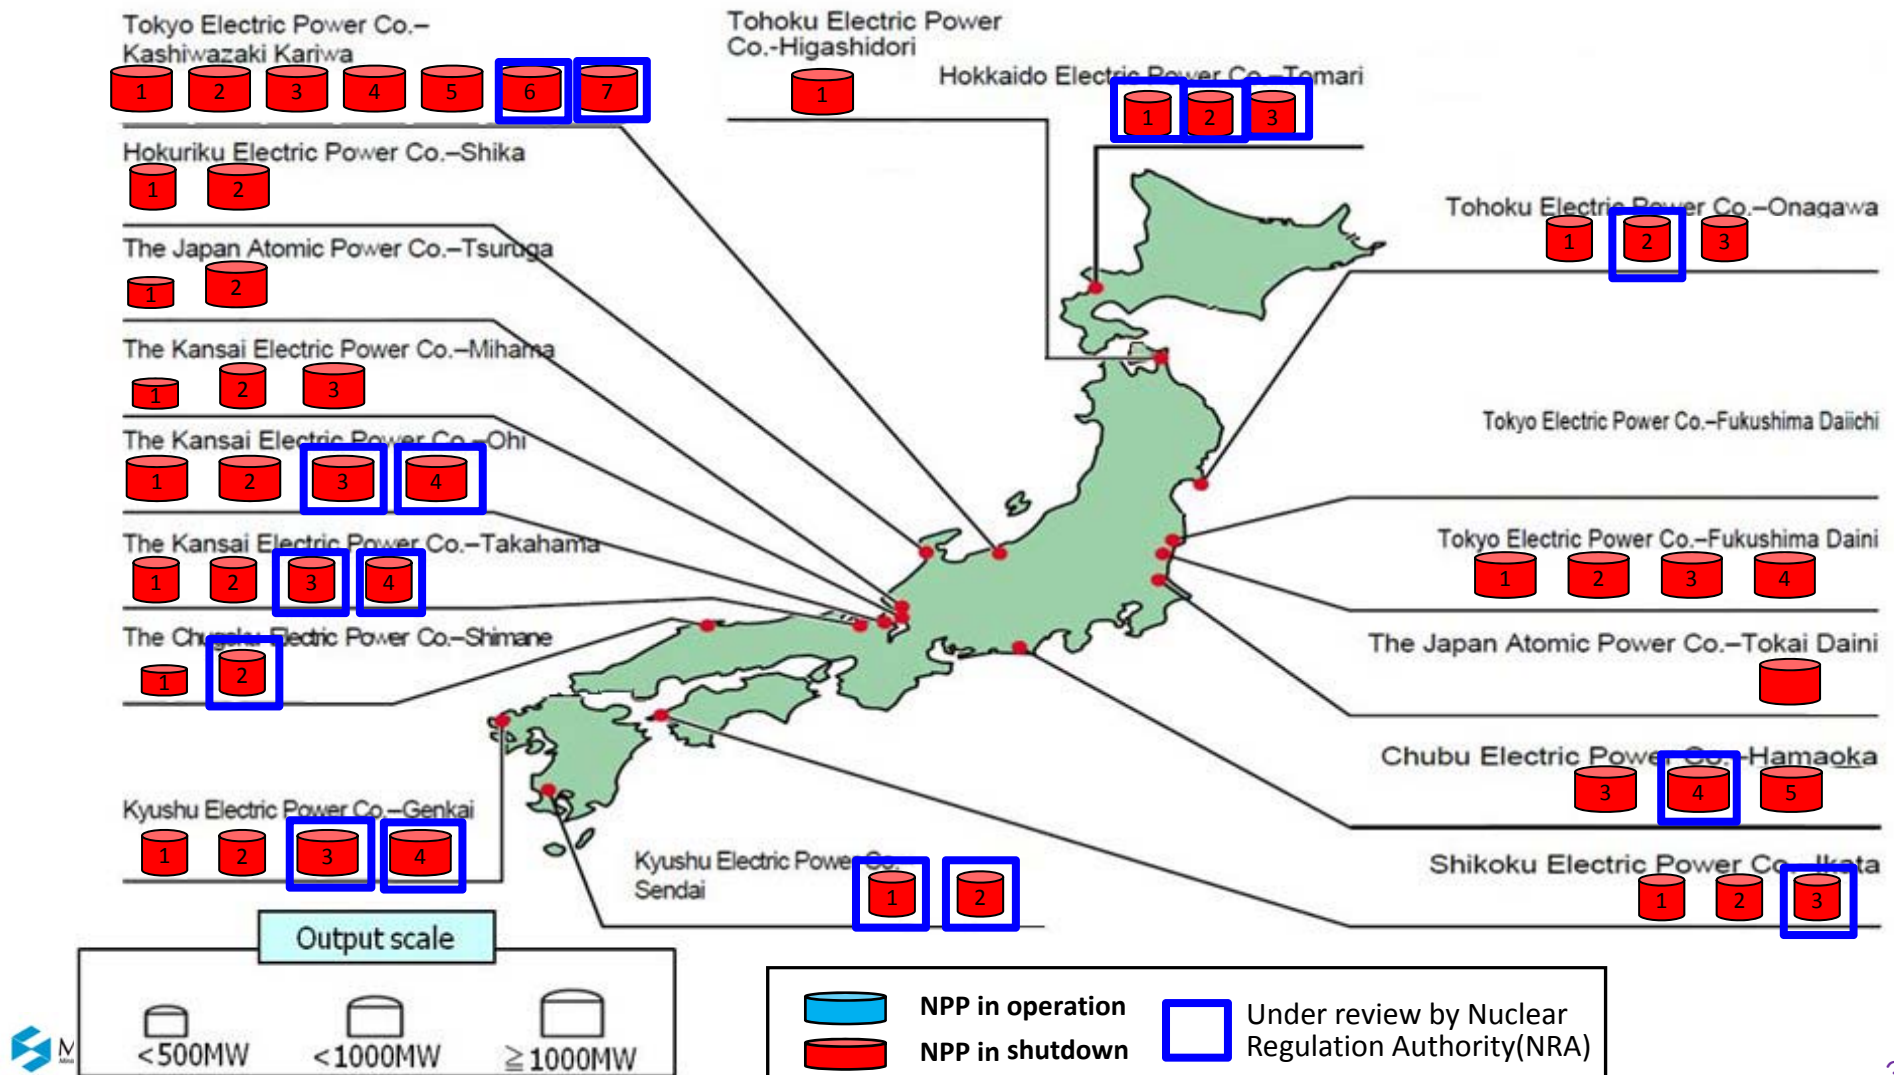 Tokyo Electric Power Co.–
Kashiwazaki Kariwa
1 2 3 4 5 6 7
Hokuriku Electric Power Co.–Shika
1 2
The Japan Atomic Power Co.–Tsuruga
1 2
The Kansai Electric Power Co.–Mihama
1 2 3
The Kansai Electric Power Co.–Ohi
1 2 3 4
The Kansai Electric Power Co.–Takahama
1 2 3 4
The Chugoku Electric Power Co.–Shimane
1 2
Kyushu Electric Power Co.–Genkai
1 2 3 4
Kyushu Electric Power Co.
Sendai
1 2
Tohoku Electric Power
Co.-Higashidori
1
Hokkaido Electric Power Co.–Tomari
1 2 3
Tohoku Electric Power Co.–Onagawa
1 2 3
Tokyo Electric Power Co.–Fukushima Daiichi
Tokyo Electric Power Co.–Fukushima Daini
1 2 3 4
The Japan Atomic Power Co.–Tokai Daini
Chubu Electric Power Co.–Hamaoka
3 4 5
Shikoku Electric Power Co.–Ikata
1 2 3
Output scale
<500MW <1000MW ≧1000MW
NPP in operation
NPP in shutdown
Under review by Nuclear
Regulation Authority(NRA)